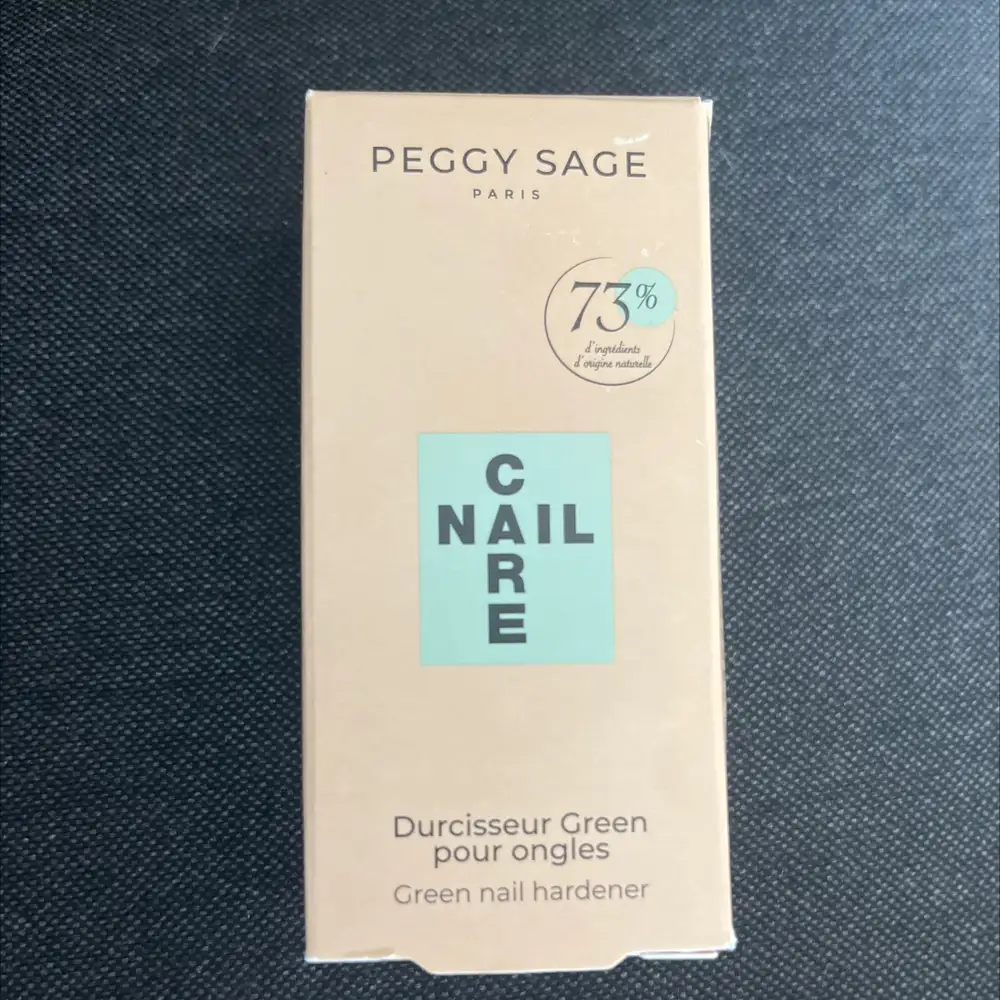 PEGGY SAGE
PARIS
73%
d'ingrédients
d'origine naturelle
C
NAIL
R
E
Durcisseur Green
pour ongles
Green nail hardener